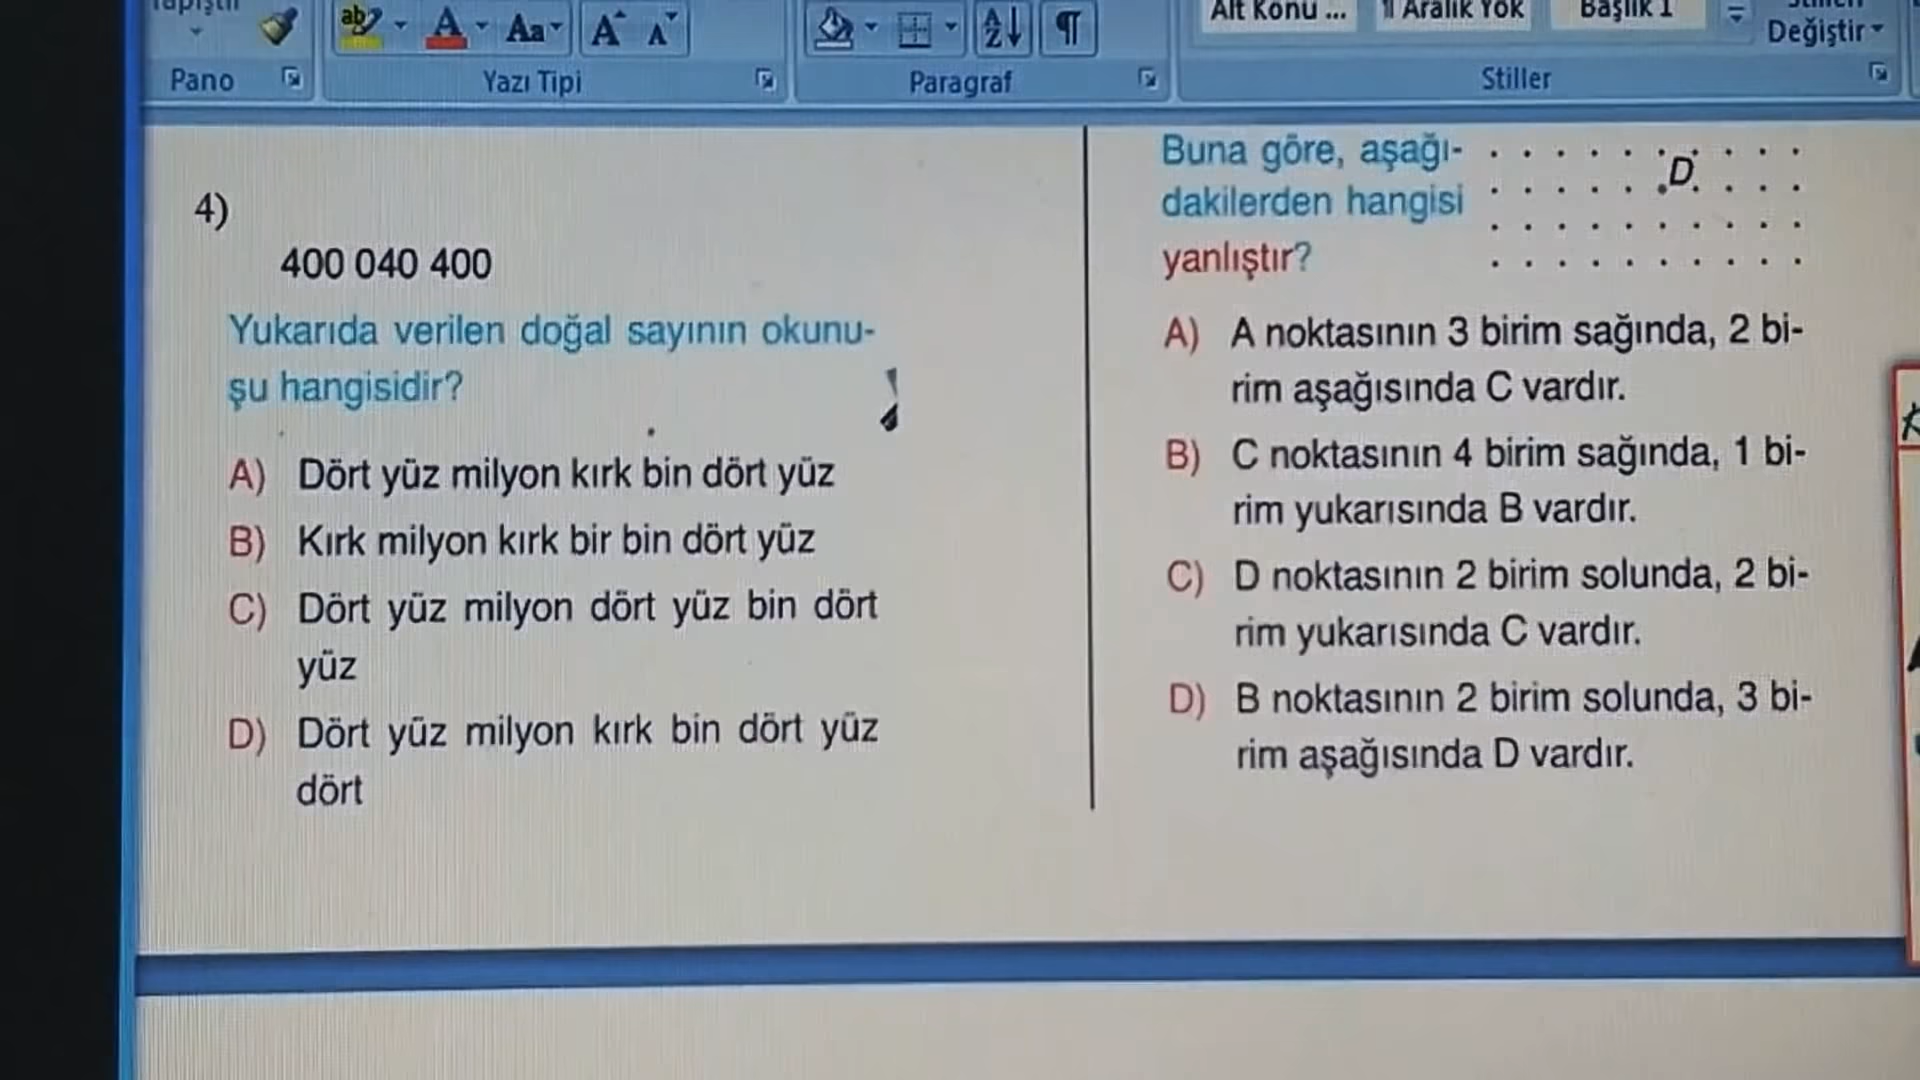 Pano
Yazı Tipi
Paragraf
Alt Konu ...
¶ Aralık Yok
Başlık 1
Değiştir
Stiller
4)
400 040 400
Yukarıda verilen doğal sayının okunu-
şu hangisidir?
A) Dört yüz milyon kırk bin dört yüz
B) Kırk milyon kırk bir bin dört yüz
C) Dört yüz milyon dört yüz bin dört
yüz
D) Dört yüz milyon kırk bin dört yüz
dört
Buna göre, aşağı-
dakilerden hangisi
yanlıştır?
D
A) A noktasının 3 birim sağında, 2 bi-
rim aşağısında C vardır.
B) C noktasının 4 birim sağında, 1 bi-
rim yukarısında B vardır.
C) D noktasının 2 birim solunda, 2 bi-
rim yukarısında C vardır.
D) B noktasının 2 birim solunda, 3 bi-
rim aşağısında D vardır.